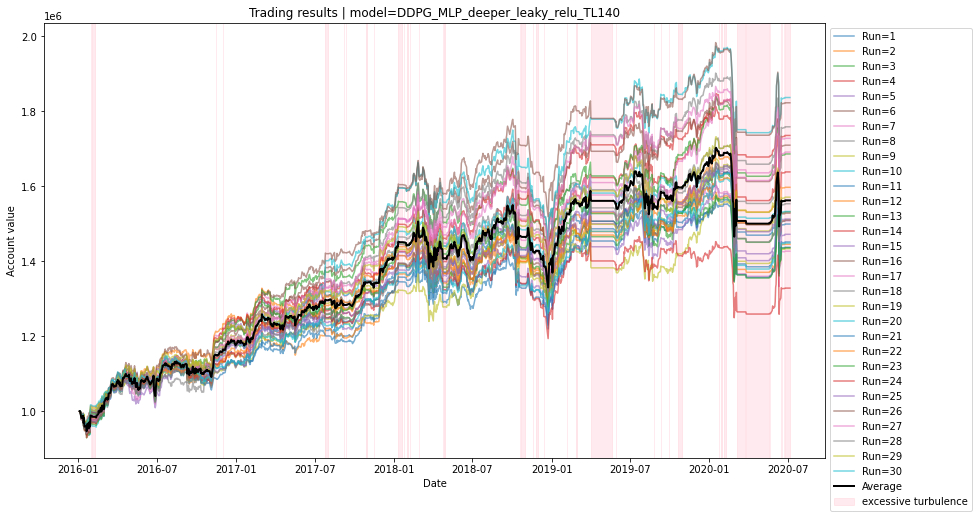 Trading results | model=DDPG_MLP_deeper_leaky_relu_TL140
1e6
2.0
1.8
1.6
1.4
1.2
1.0
Account value
2016-01
2016-07
2017-01
2017-07
2018-01
2018-07
2019-01
2019-07
2020-01
2020-07
Date
Run=1
Run=2
Run=3
Run=4
Run=5
Run=6
Run=7
Run=8
Run=9
Run=10
Run=11
Run=12
Run=13
Run=14
Run=15
Run=16
Run=17
Run=18
Run=19
Run=20
Run=21
Run=22
Run=23
Run=24
Run=25
Run=26
Run=27
Run=28
Run=29
Run=30
Average
excessive turbulence